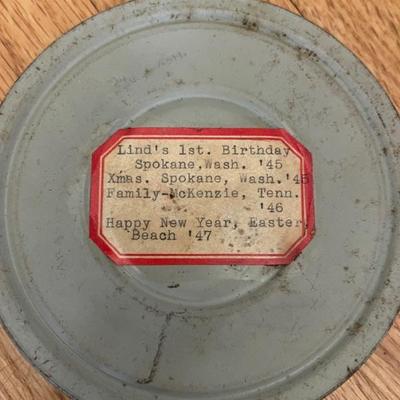 Lind's 1st. Birthday
Spokane,Wash. '45
Xmas. Spokane, Wash.'45
Family-McKenzie, Tenn.
'46
Happy New Year, Easter,
Beach '47